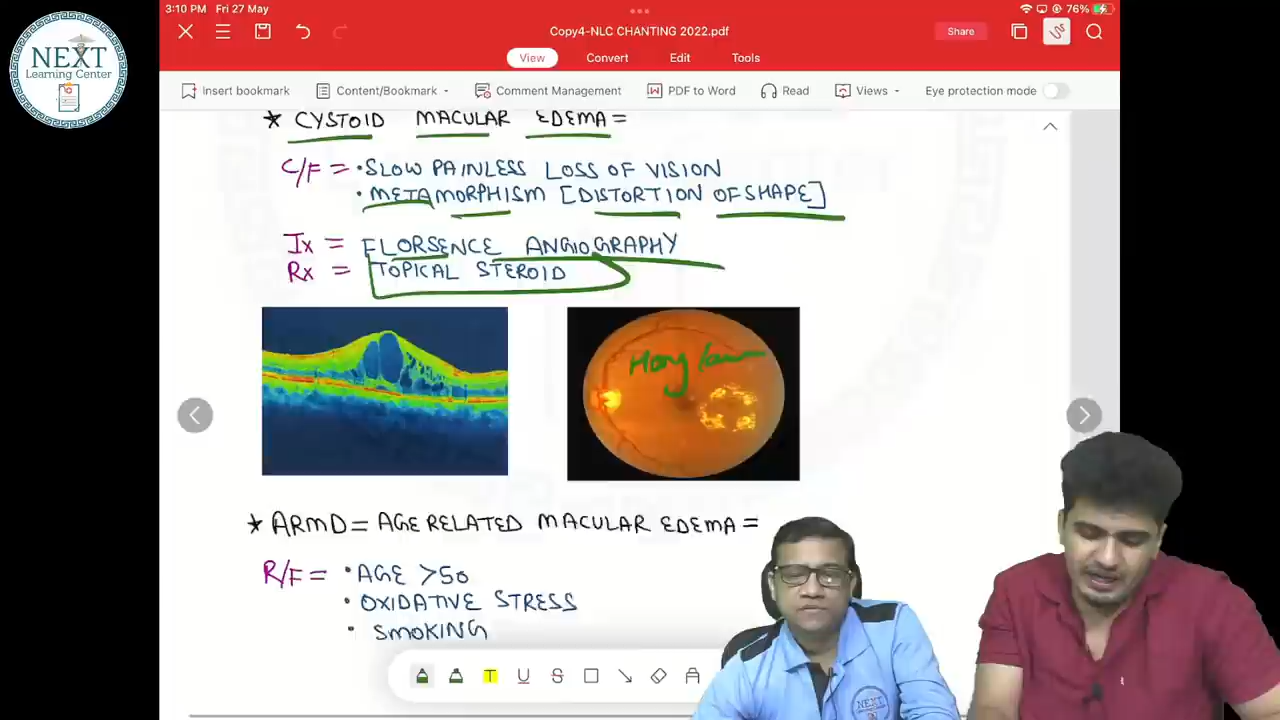 3:10 PM Fri 27 May
76%
NEXT
Learning Center
Copy4-NLC CHANTING 2022.pdf
Share
View
Convert
Edit
Tools
Insert bookmark
Content/Bookmark
Comment Management
PDF to Word
Read
Views
Eye protection mode
★ CYSTOID MACULAR EDEMA =
C/F = • SLOW PAINLESS LOSS OF VISION
• METAMORPHISM [DISTORTION OF SHAPE]
Ix = FLORSENCE ANGIOGRAPHY
Rx = TOPICAL STEROID
★ ARMD = AGE RELATED MACULAR EDEMA =
R/F = • AGE >50
• OXIDATIVE STRESS
• SMOKING
T U S
NEXT